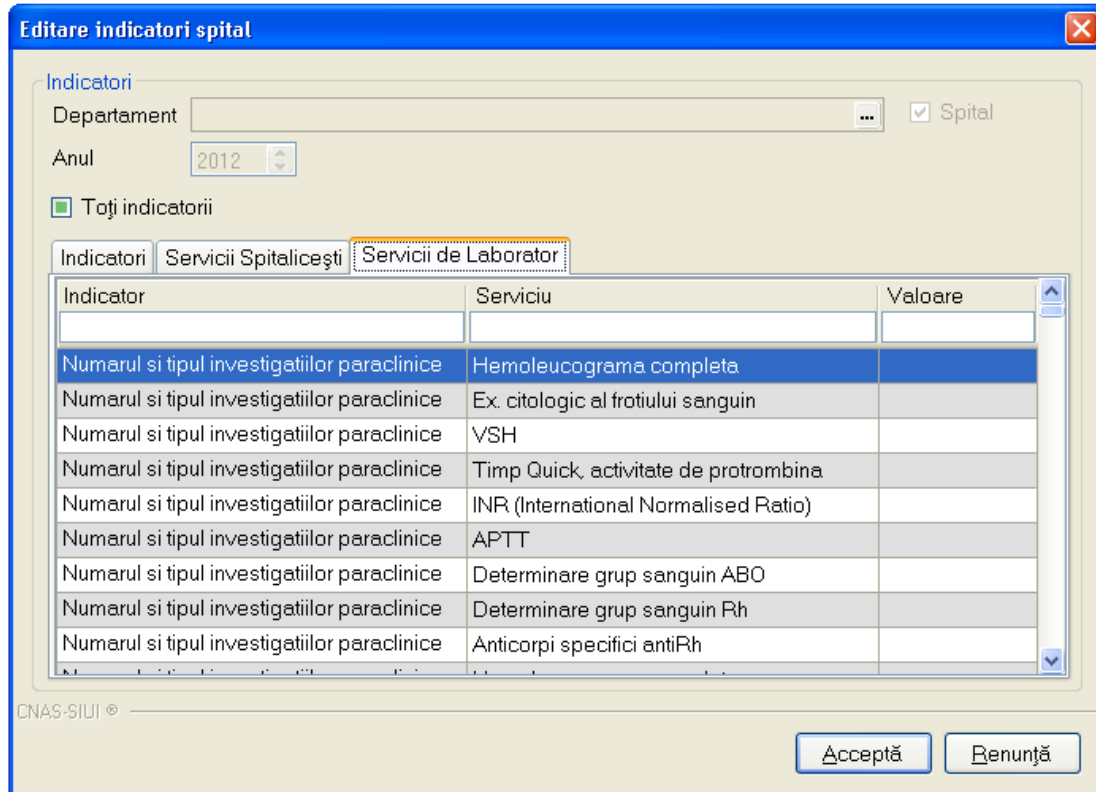 Editare indicatori spital
Indicatori
Departament ... Spital
Anul 2012
Toţi indicatorii
Indicatori Servicii Spitaliceşti Servicii de Laborator
Indicator Serviciu Valoare
Numarul si tipul investigatiilor paraclinice Hemoleucograma completa
Numarul si tipul investigatiilor paraclinice Ex. citologic al frotiului sanguin
Numarul si tipul investigatiilor paraclinice VSH
Numarul si tipul investigatiilor paraclinice Timp Quick, activitate de protrombina
Numarul si tipul investigatiilor paraclinice INR (International Normalised Ratio)
Numarul si tipul investigatiilor paraclinice APTT
Numarul si tipul investigatiilor paraclinice Determinare grup sanguin ABO
Numarul si tipul investigatiilor paraclinice Determinare grup sanguin Rh
Numarul si tipul investigatiilor paraclinice Anticorpi specifici antiRh
CNAS-SIUI ®
Acceptă Renunţă